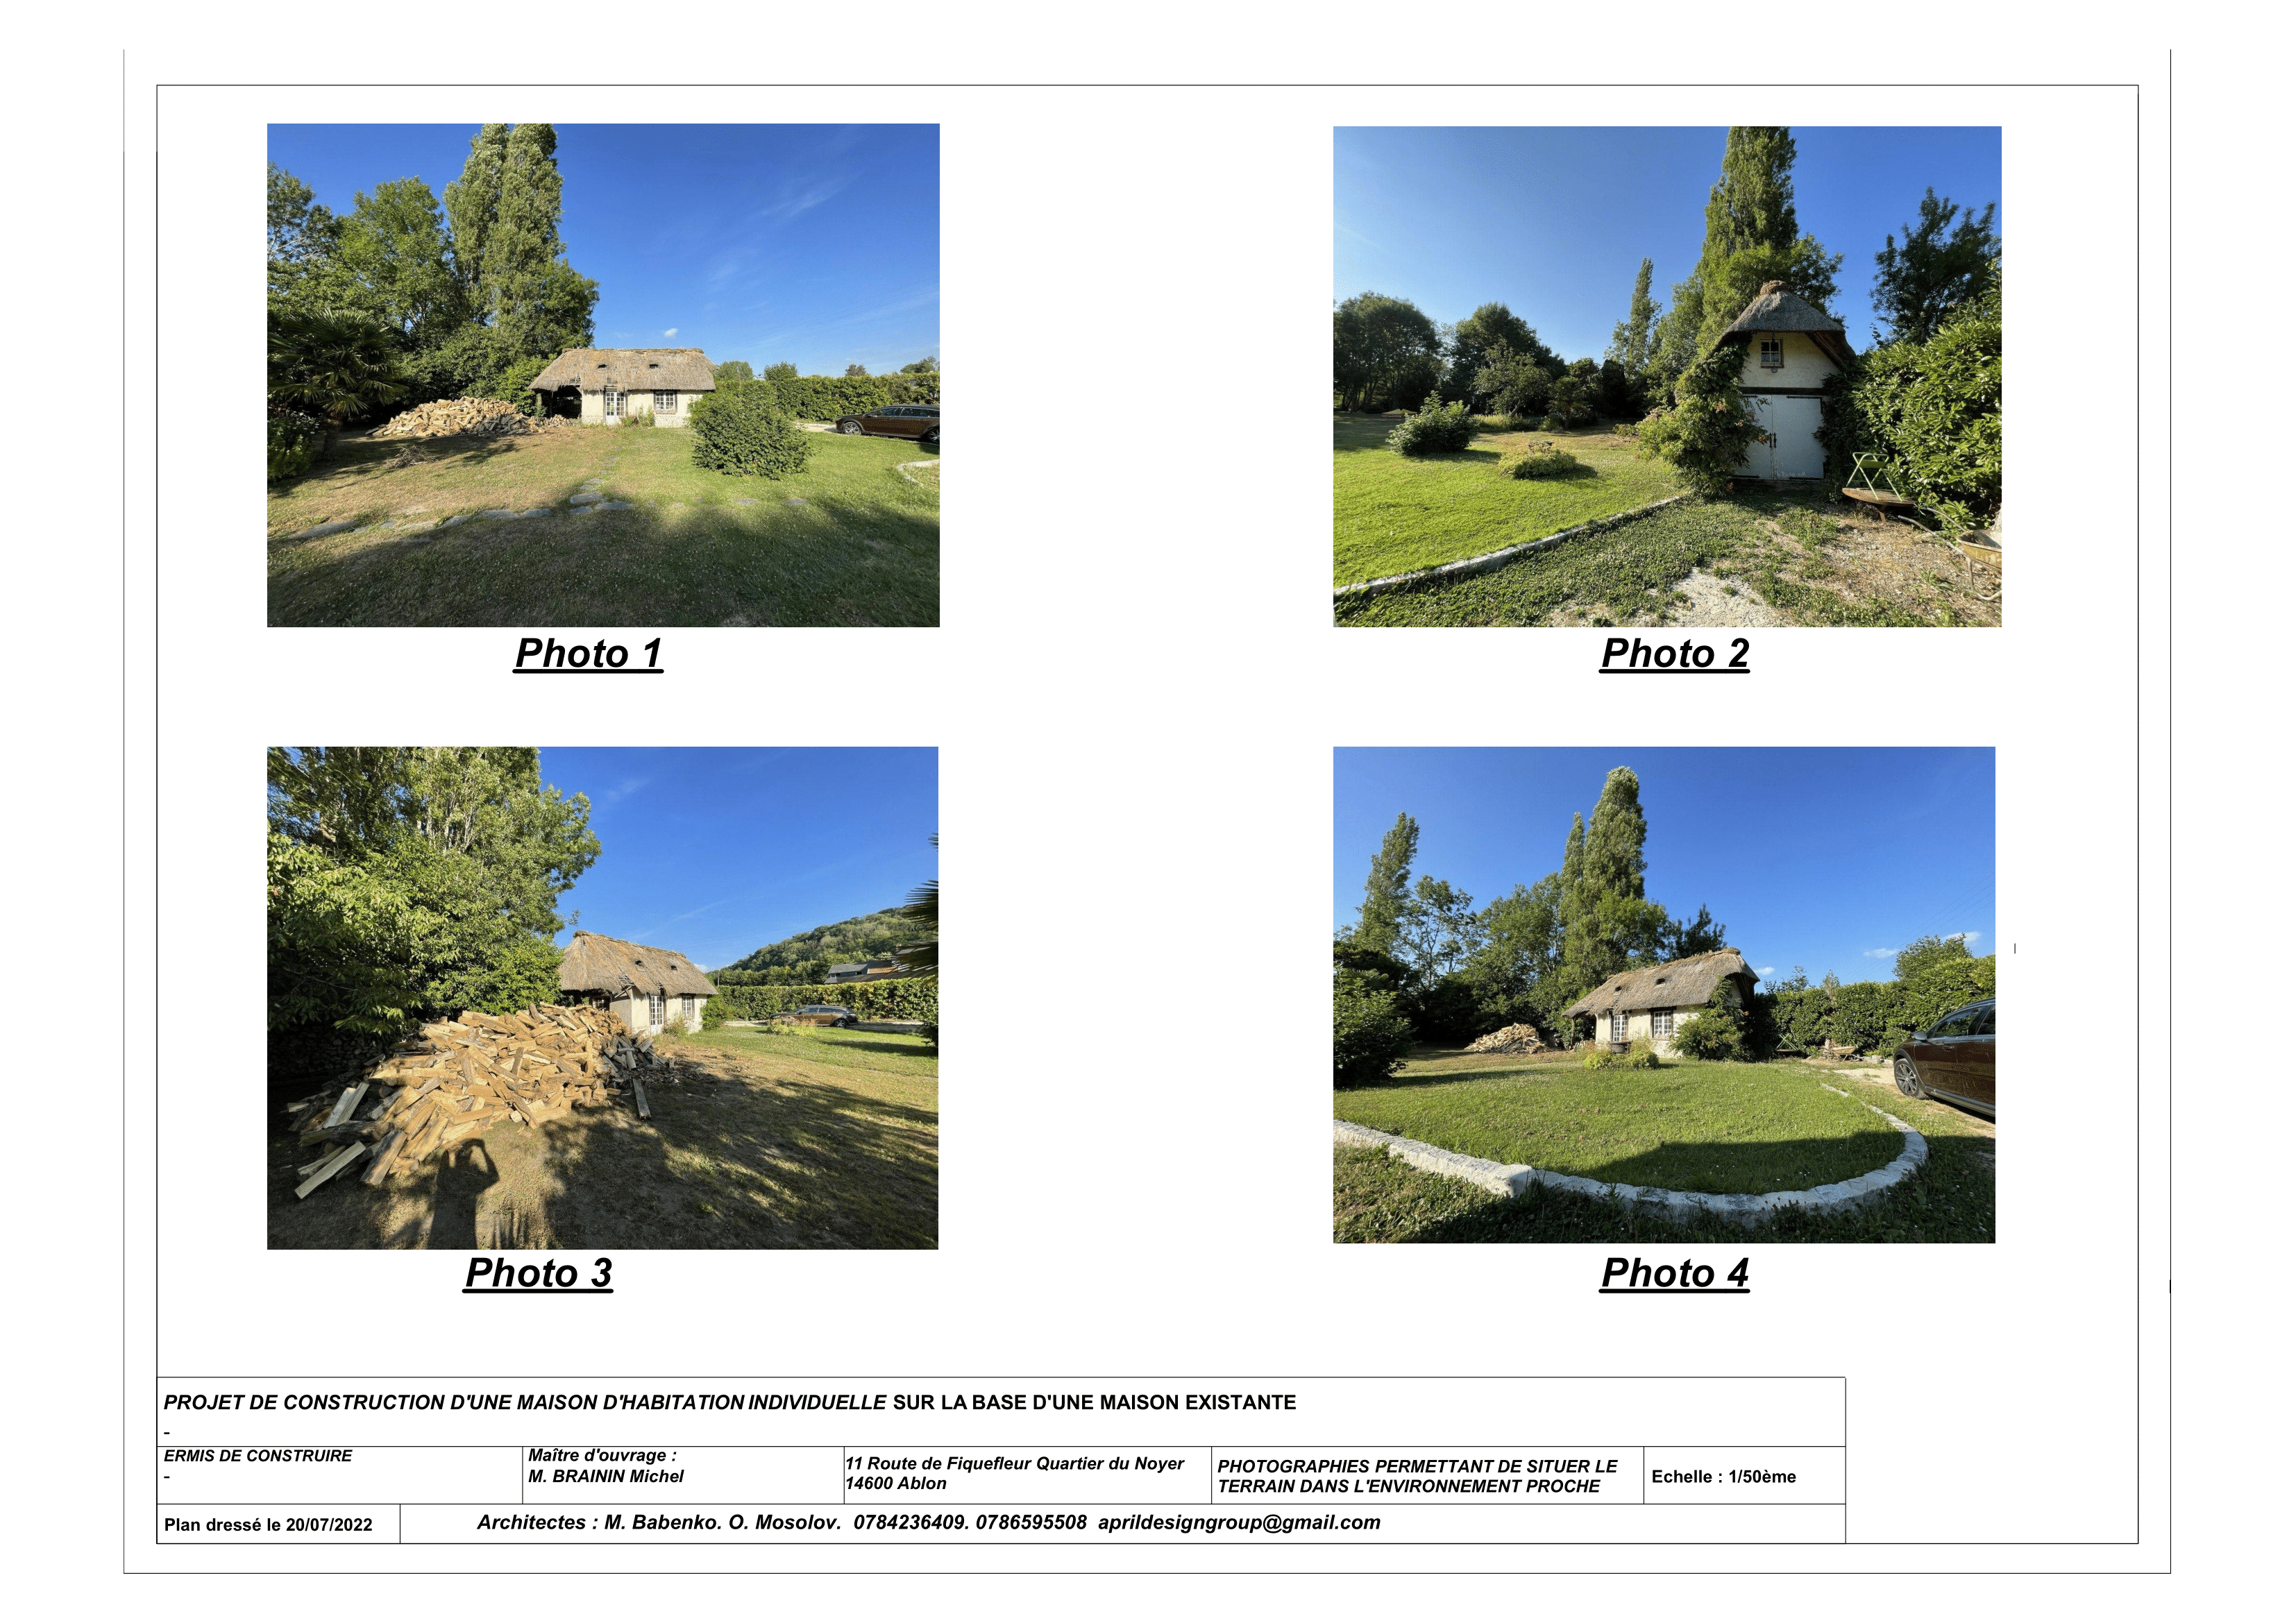 Photo 1
Photo 2
Photo 3
Photo 4
PROJET DE CONSTRUCTION D'UNE MAISON D'HABITATION INDIVIDUELLE SUR LA BASE D'UNE MAISON EXISTANTE
-
ERMIS DE CONSTRUIRE
-
Maître d'ouvrage :
M. BRAININ Michel
11 Route de Fiquefleur Quartier du Noyer
14600 Ablon
PHOTOGRAPHIES PERMETTANT DE SITUER LE
TERRAIN DANS L'ENVIRONNEMENT PROCHE
Echelle : 1/50ème
Plan dressé le 20/07/2022
Architectes : M. Babenko. O. Mosolov. 0784236409. 0786595508 aprildesigngroup@gmail.com